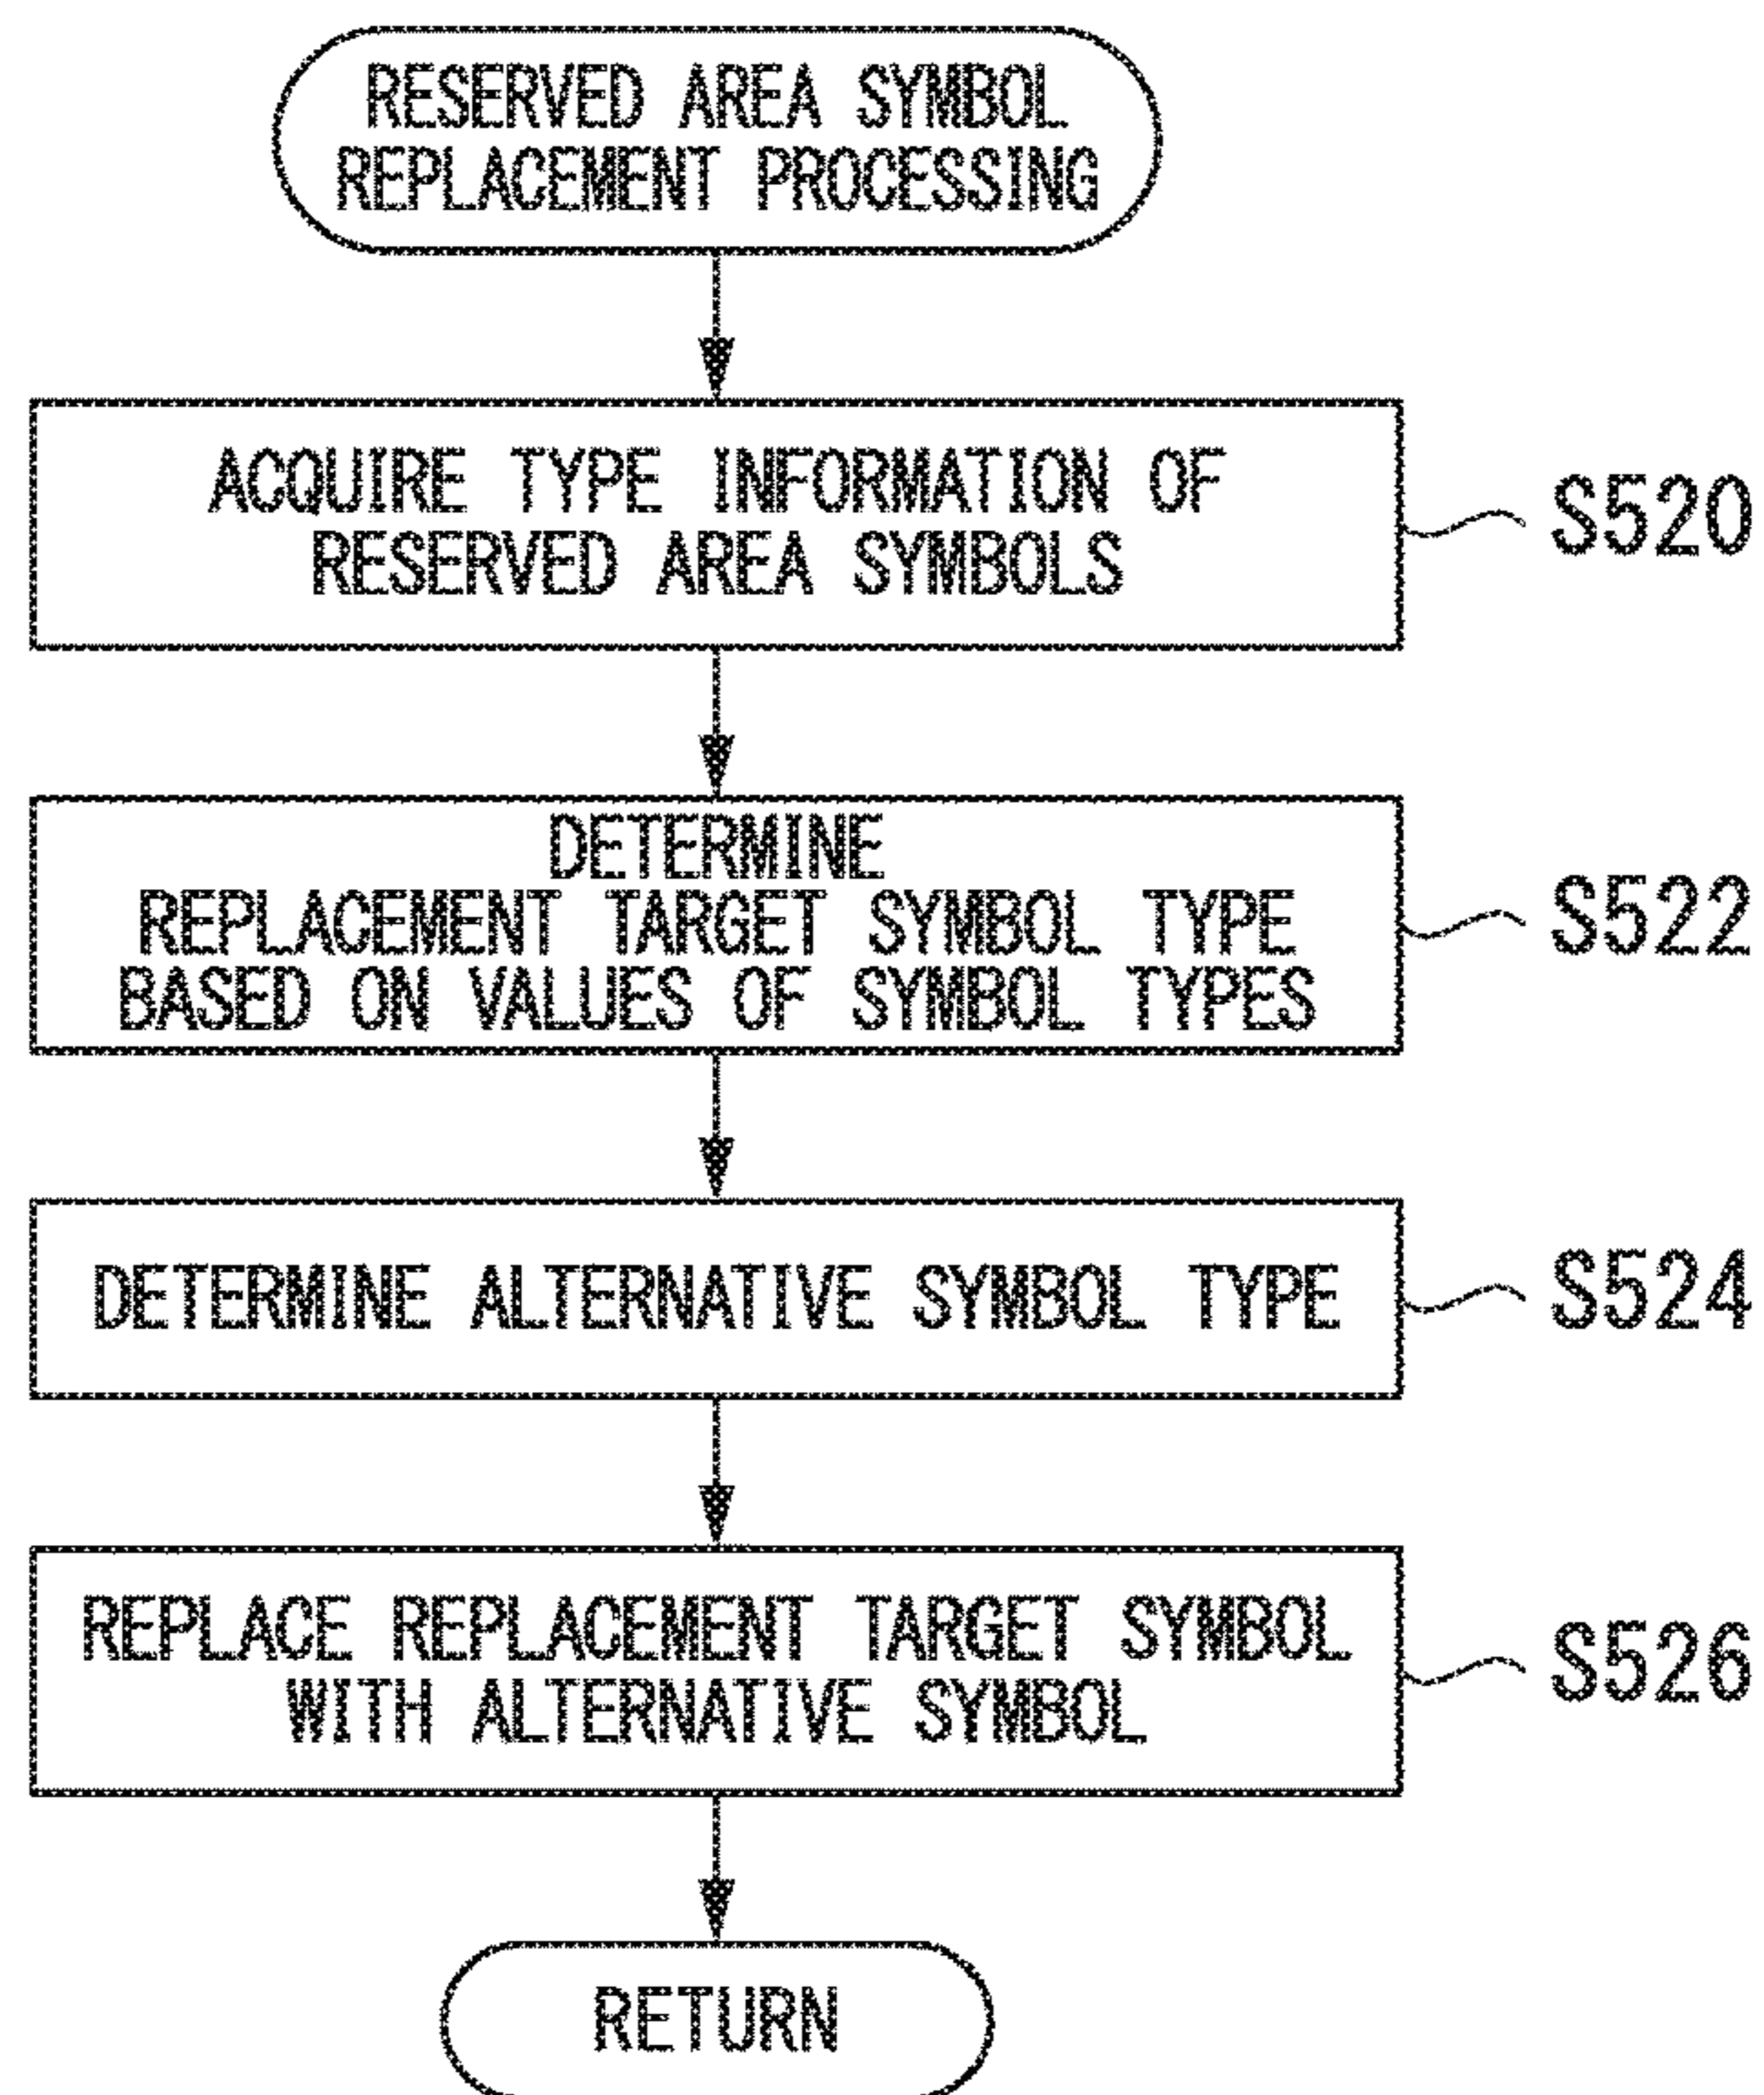 RESERVED AREA SYMBOL
REPLACEMENT PROCESSING
ACQUIRE TYPE INFORMATION OF
RESERVED AREA SYMBOLS
S520
DETERMINE
REPLACEMENT TARGET SYMBOL TYPE
BASED ON VALUES OF SYMBOL TYPES
S522
DETERMINE ALTERNATIVE SYMBOL TYPE
S524
REPLACE REPLACEMENT TARGET SYMBOL
WITH ALTERNATIVE SYMBOL
S526
RETURN